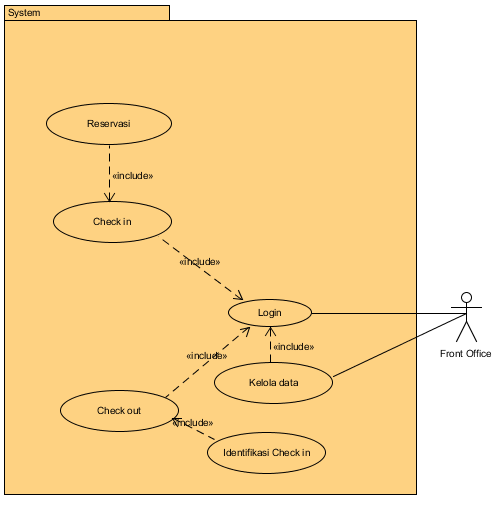 System
Reservasi
«include»
Check in
«include»
Login
Front Office
«include»
«include»
Kelola data
Check out
«include»
Identifikasi Check in